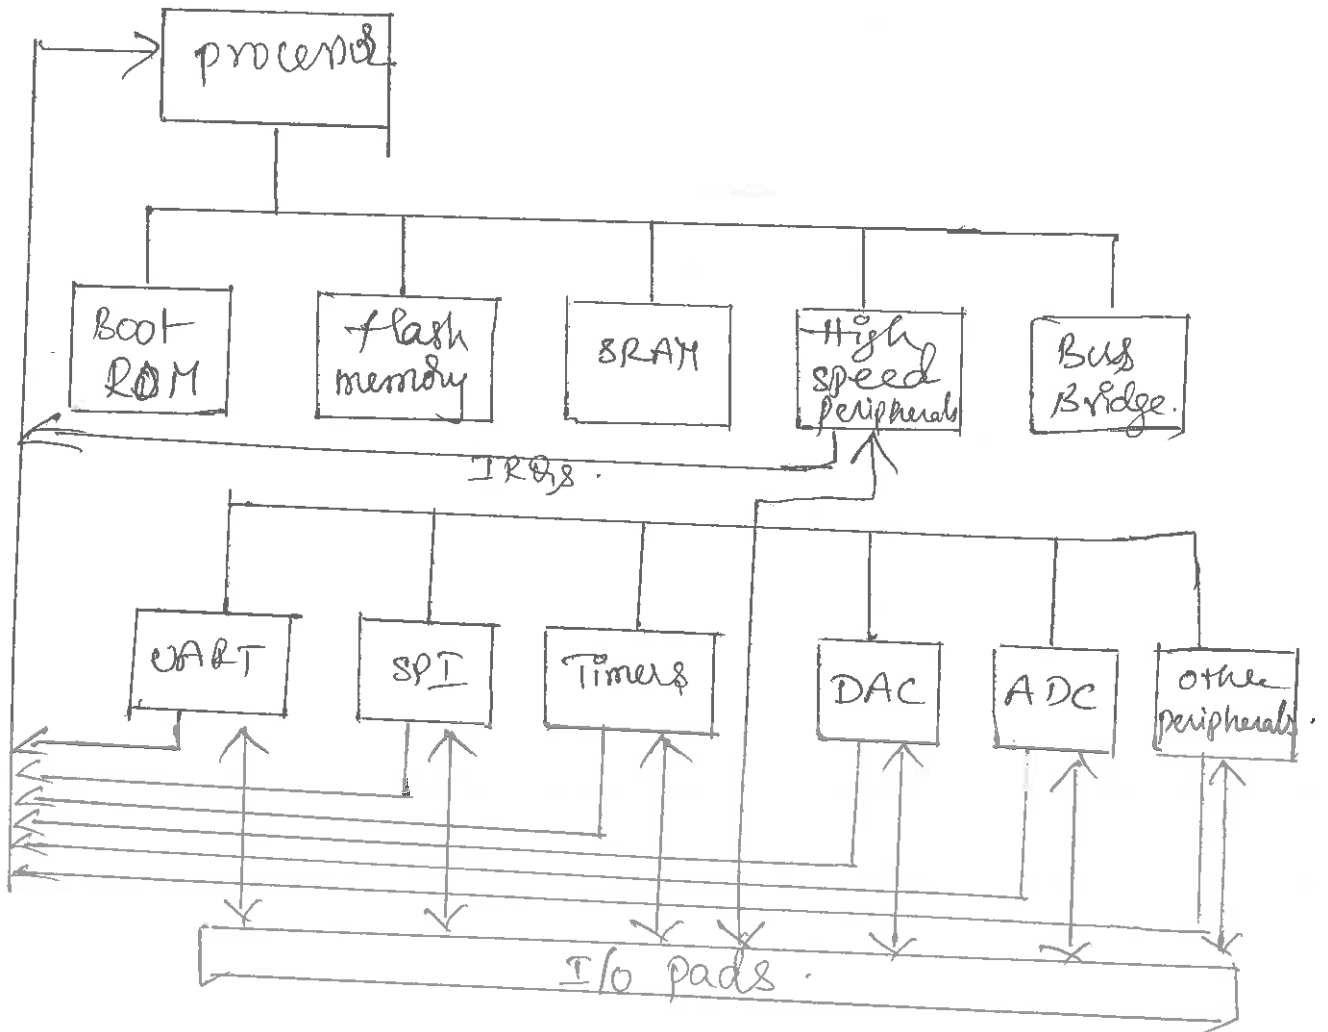 processor
Boot
ROM
flash
memory
SRAM
High
speed
peripherals
Bus
Bridge.
IRQs.
UART
SPI
Timers
DAC
ADC
other
peripherals.
I/O pads.